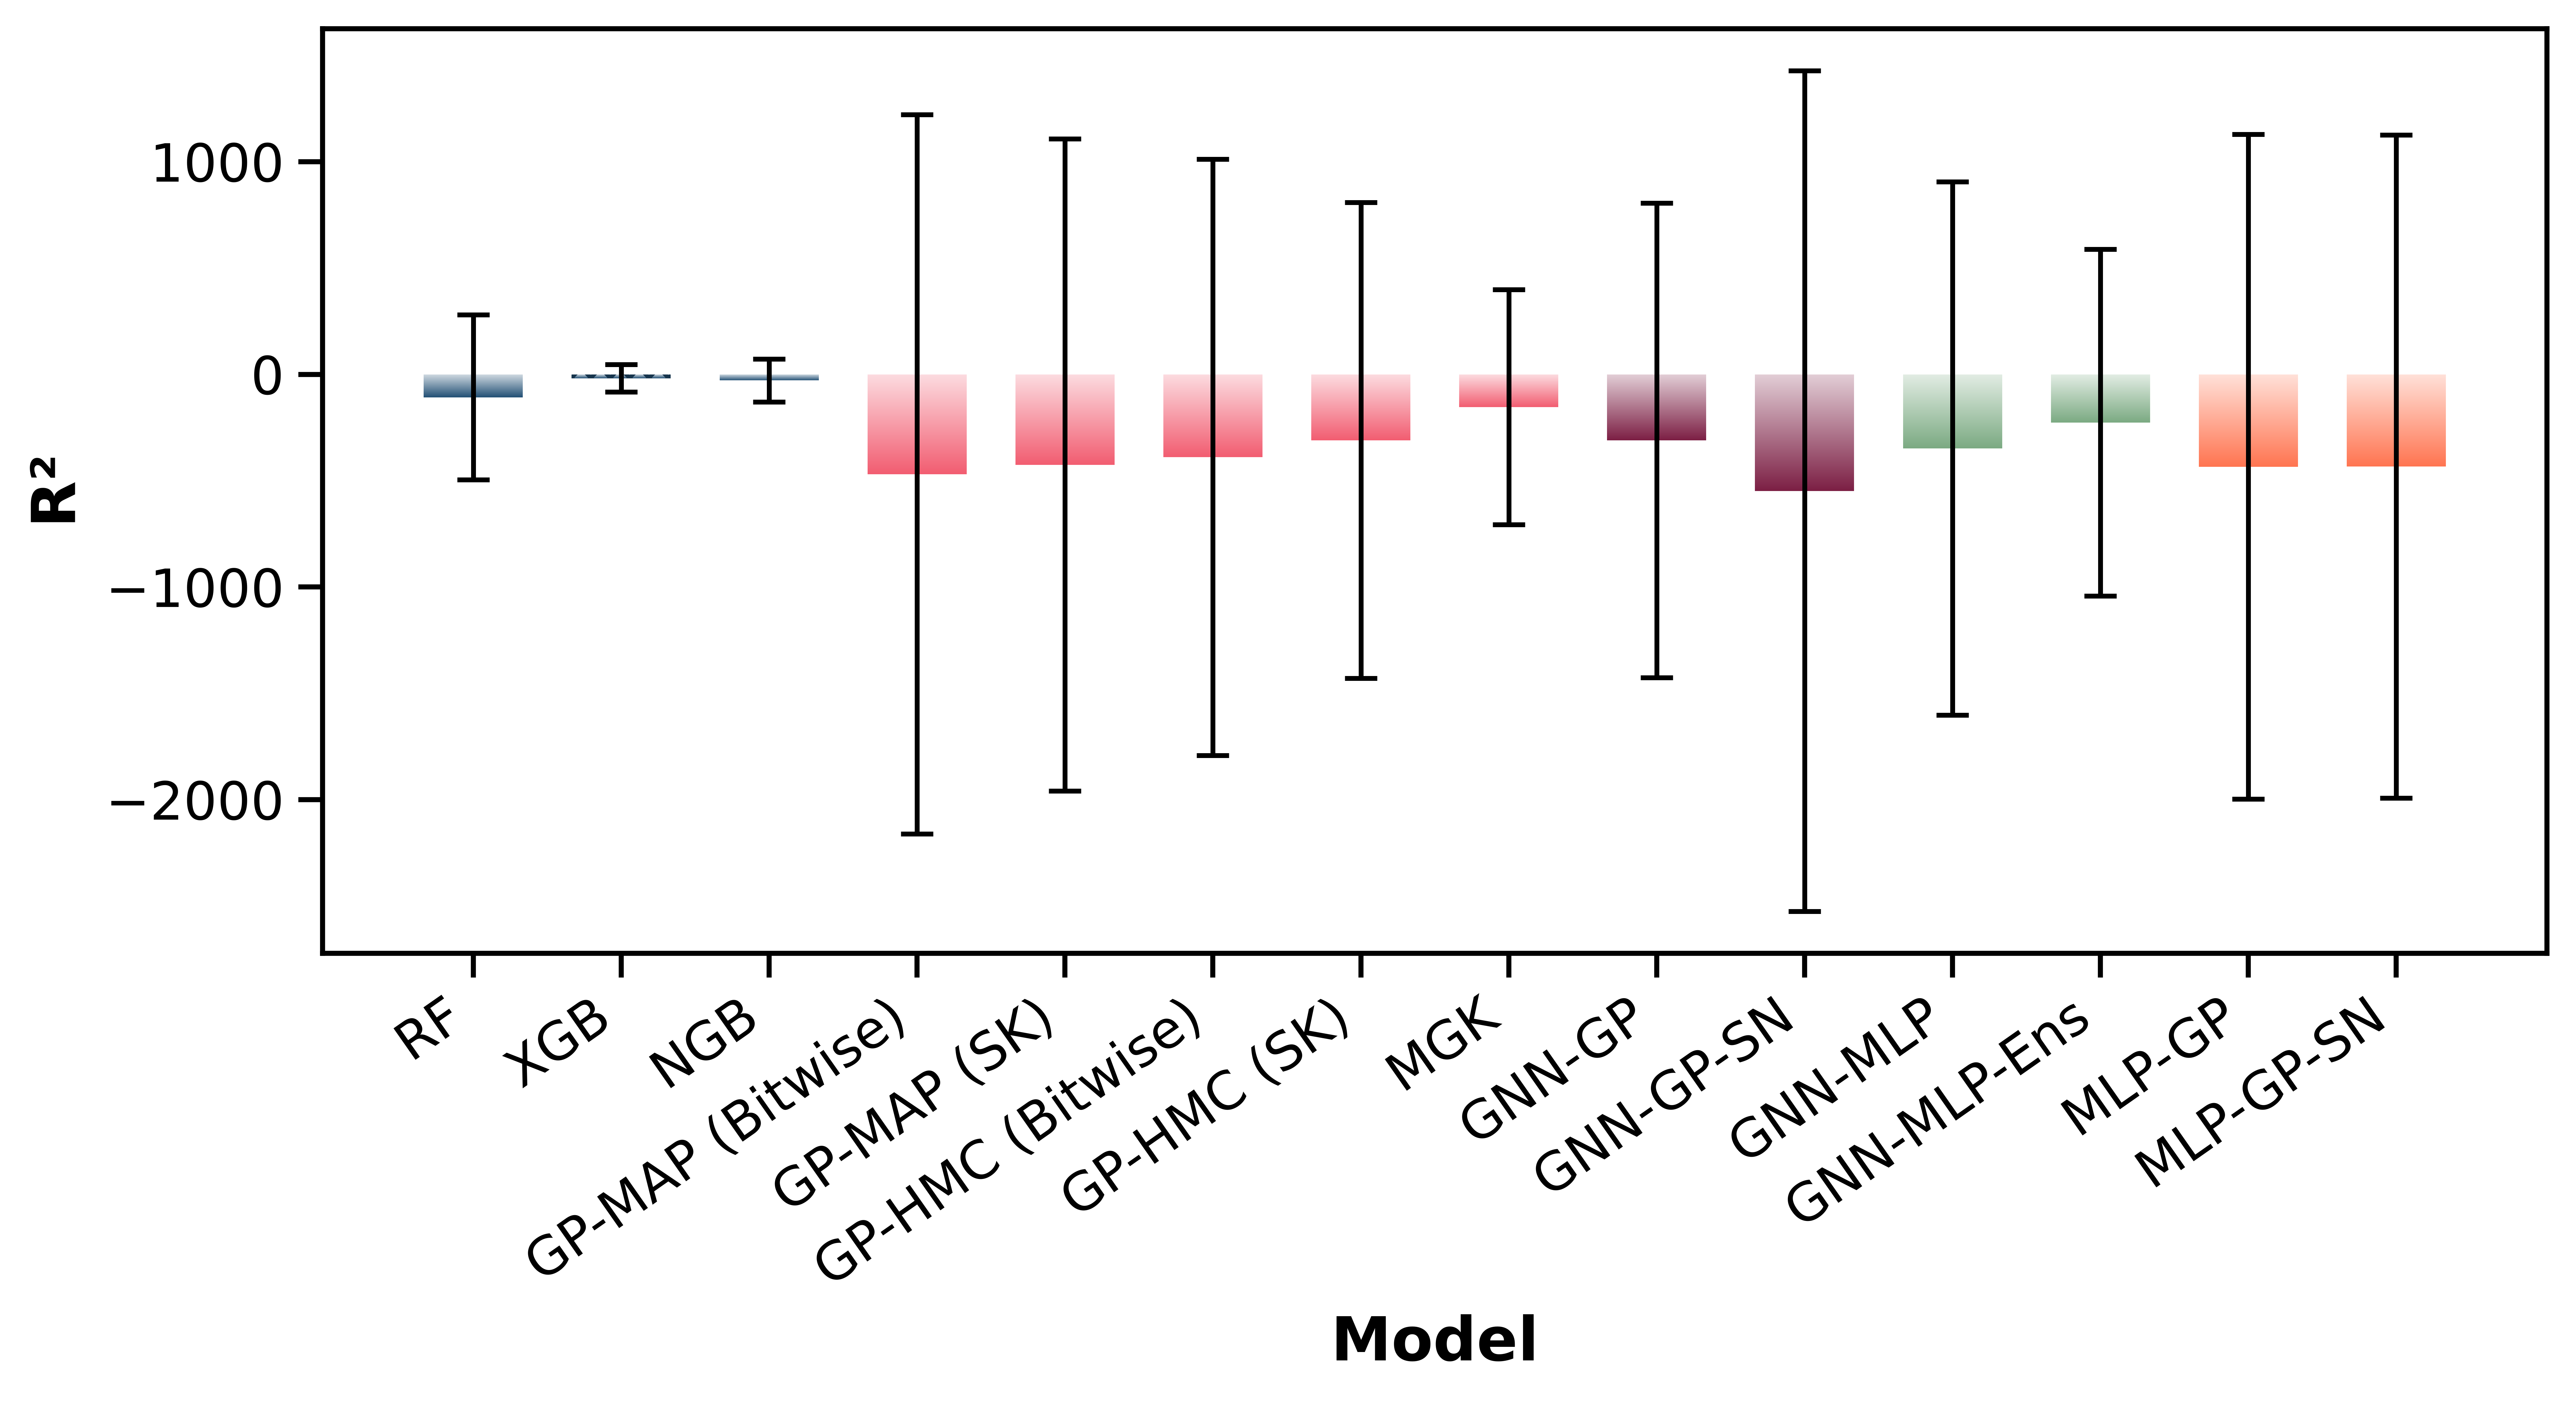 R²
1000
0
−1000
−2000
RF
XGB
NGB
GP-MAP (Bitwise)
GP-MAP (SK)
GP-HMC (Bitwise)
GP-HMC (SK)
MGK
GNN-GP
GNN-GP-SN
GNN-MLP
GNN-MLP-Ens
MLP-GP
MLP-GP-SN
Model